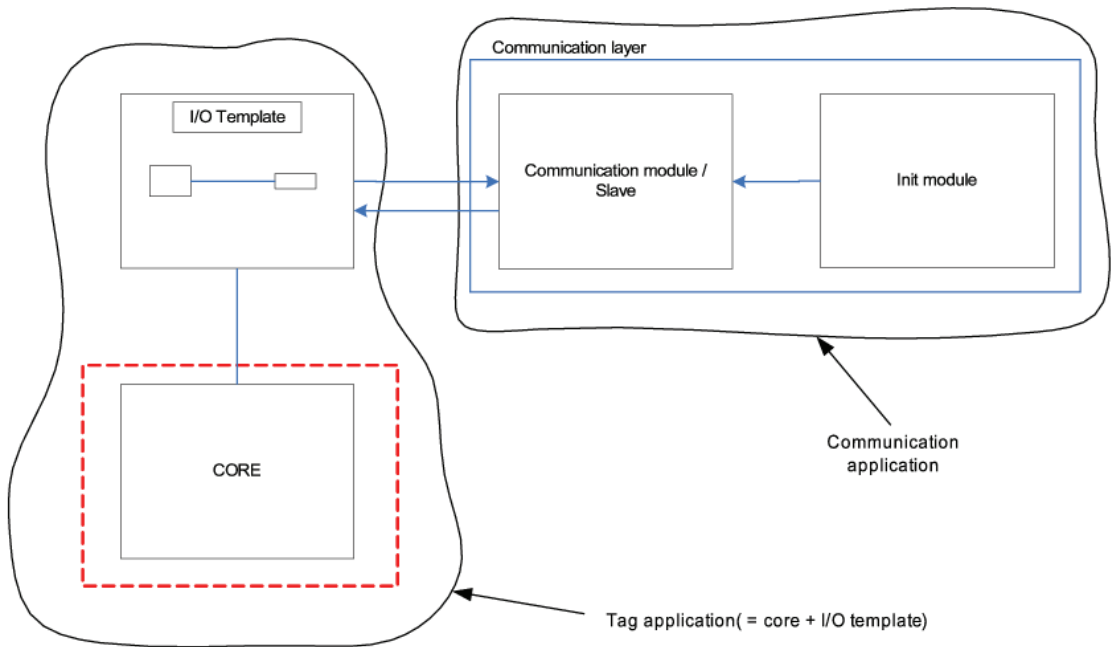 Communication layer
I/O Template
Communication module /
Slave
Init module
CORE
Communication
application
Tag application( = core + I/O template)